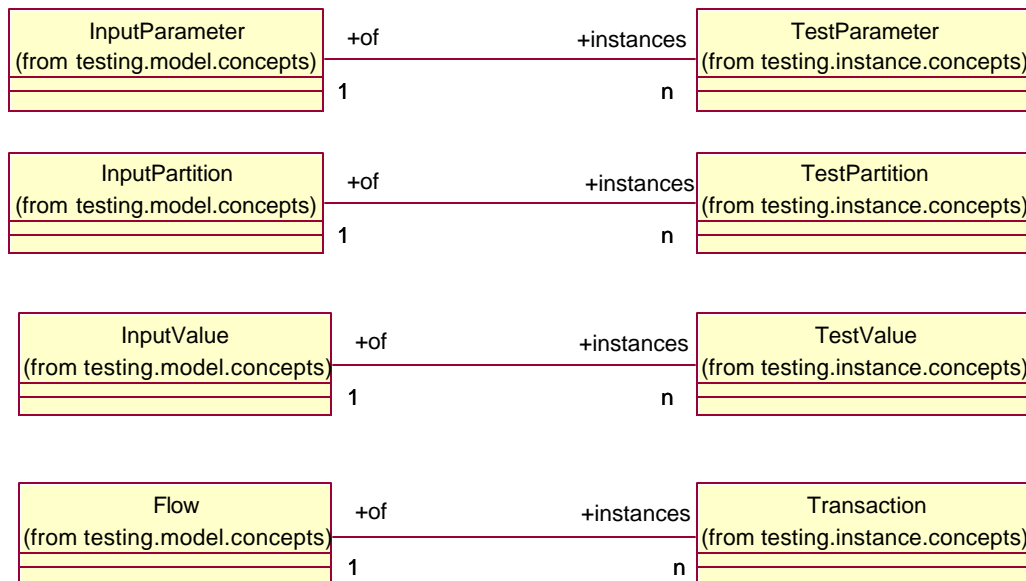 InputParameter
(from testing.model.concepts)
+of
+instances
1
n
TestParameter
(from testing.instance.concepts)
InputPartition
(from testing.model.concepts)
+of
+instances
1
n
TestPartition
(from testing.instance.concepts)
InputValue
(from testing.model.concepts)
+of
+instances
1
n
TestValue
(from testing.instance.concepts)
Flow
(from testing.model.concepts)
+of
+instances
1
n
Transaction
(from testing.instance.concepts)